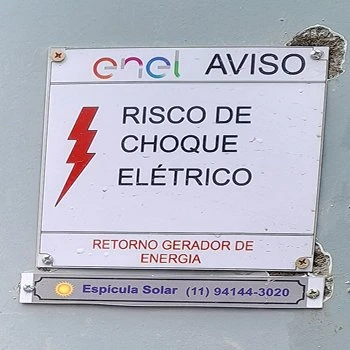 enel AVISO
RISCO DE
CHOQUE
ELÉTRICO
RETORNO GERADOR DE
ENERGIA
Espícula Solar (11) 94144-3020